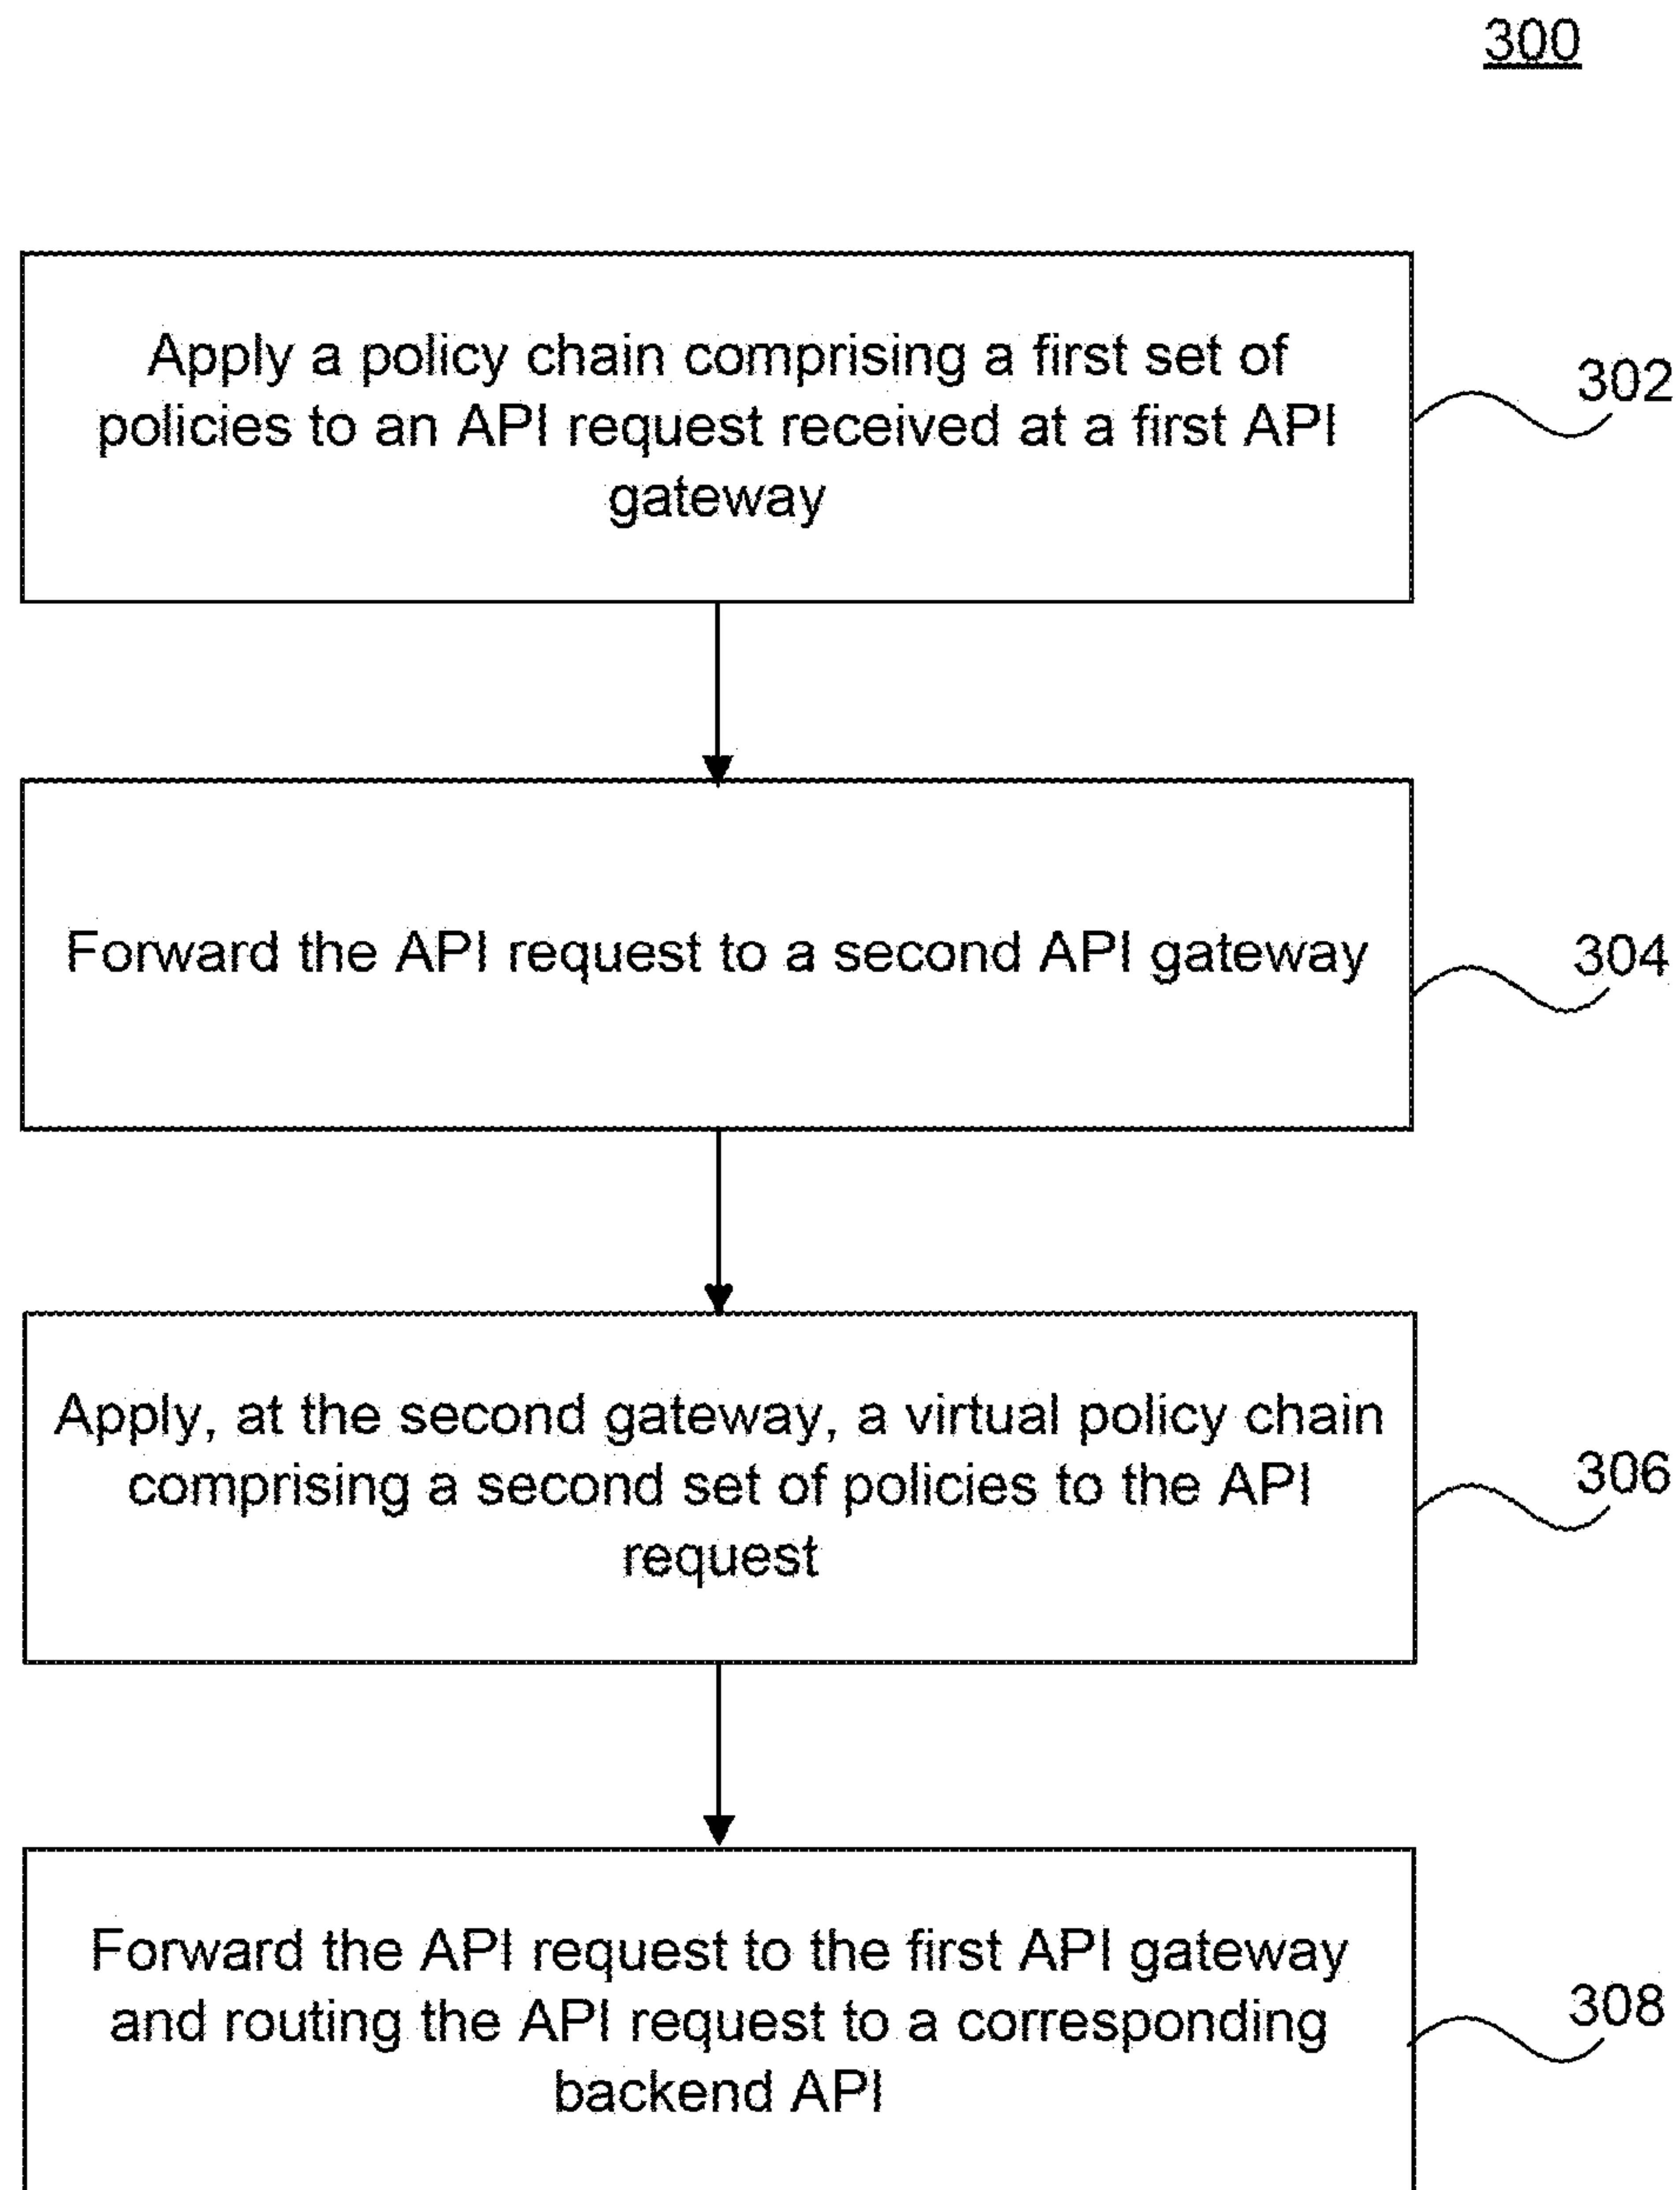 300
Apply a policy chain comprising a first set of
policies to an API request received at a first API
gateway
302
Forward the API request to a second API gateway
304
Apply, at the second gateway, a virtual policy chain
comprising a second set of policies to the API
request
306
Forward the API request to the first API gateway
and routing the API request to a corresponding
backend API
308